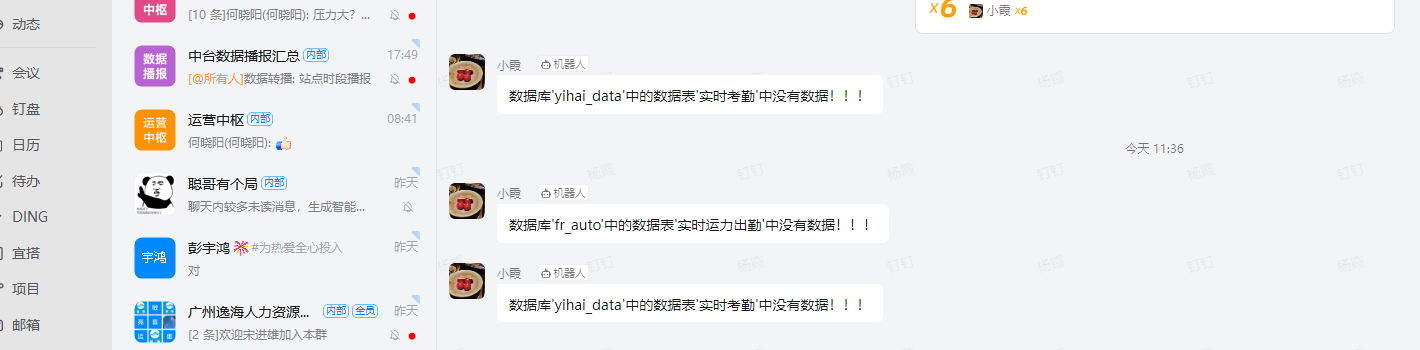 动态
会议
钉盘
日历
待办
DING
宜搭
项目
邮箱
中枢
[10 条]何晓阳(何晓阳): 压力大？...
数据
播报
中台数据播报汇总 内部 17:49
[@所有人]数据转播: 站点时段播报
运营
中枢
运营中枢 内部 08:41
何晓阳(何晓阳):
聪哥有个局 内部 昨天
聊天内较多未读消息，生成智能...
宇鸿
彭宇鸿 #为热爱全心投入 昨天
对
广州逸海人力资源... 内部 全员 昨天
[2 条]欢迎宋进雄加入本群
x6
小霞 x6
小霞 机器人
数据库'yihai_data'中的数据表'实时考勤'中没有数据！！！
今天 11:36
小霞 机器人
数据库'fr_auto'中的数据表'实时运力出勤'中没有数据！！！
小霞 机器人
数据库'yihai_data'中的数据表'实时考勤'中没有数据！！！
杨霞 钉钉